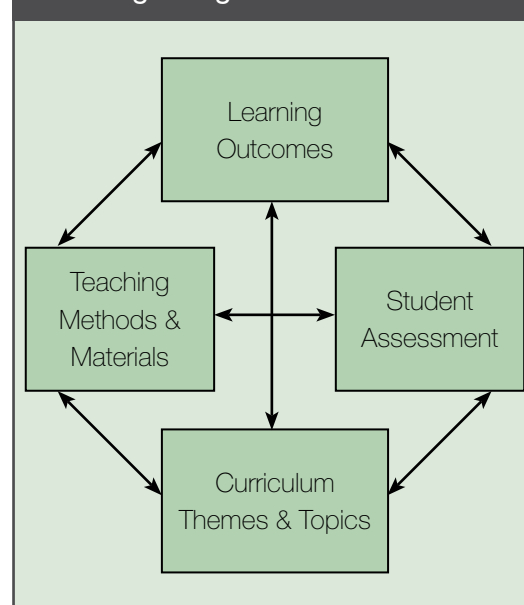 Learning
Outcomes
Teaching
Methods &
Materials
Student
Assessment
Curriculum
Themes & Topics